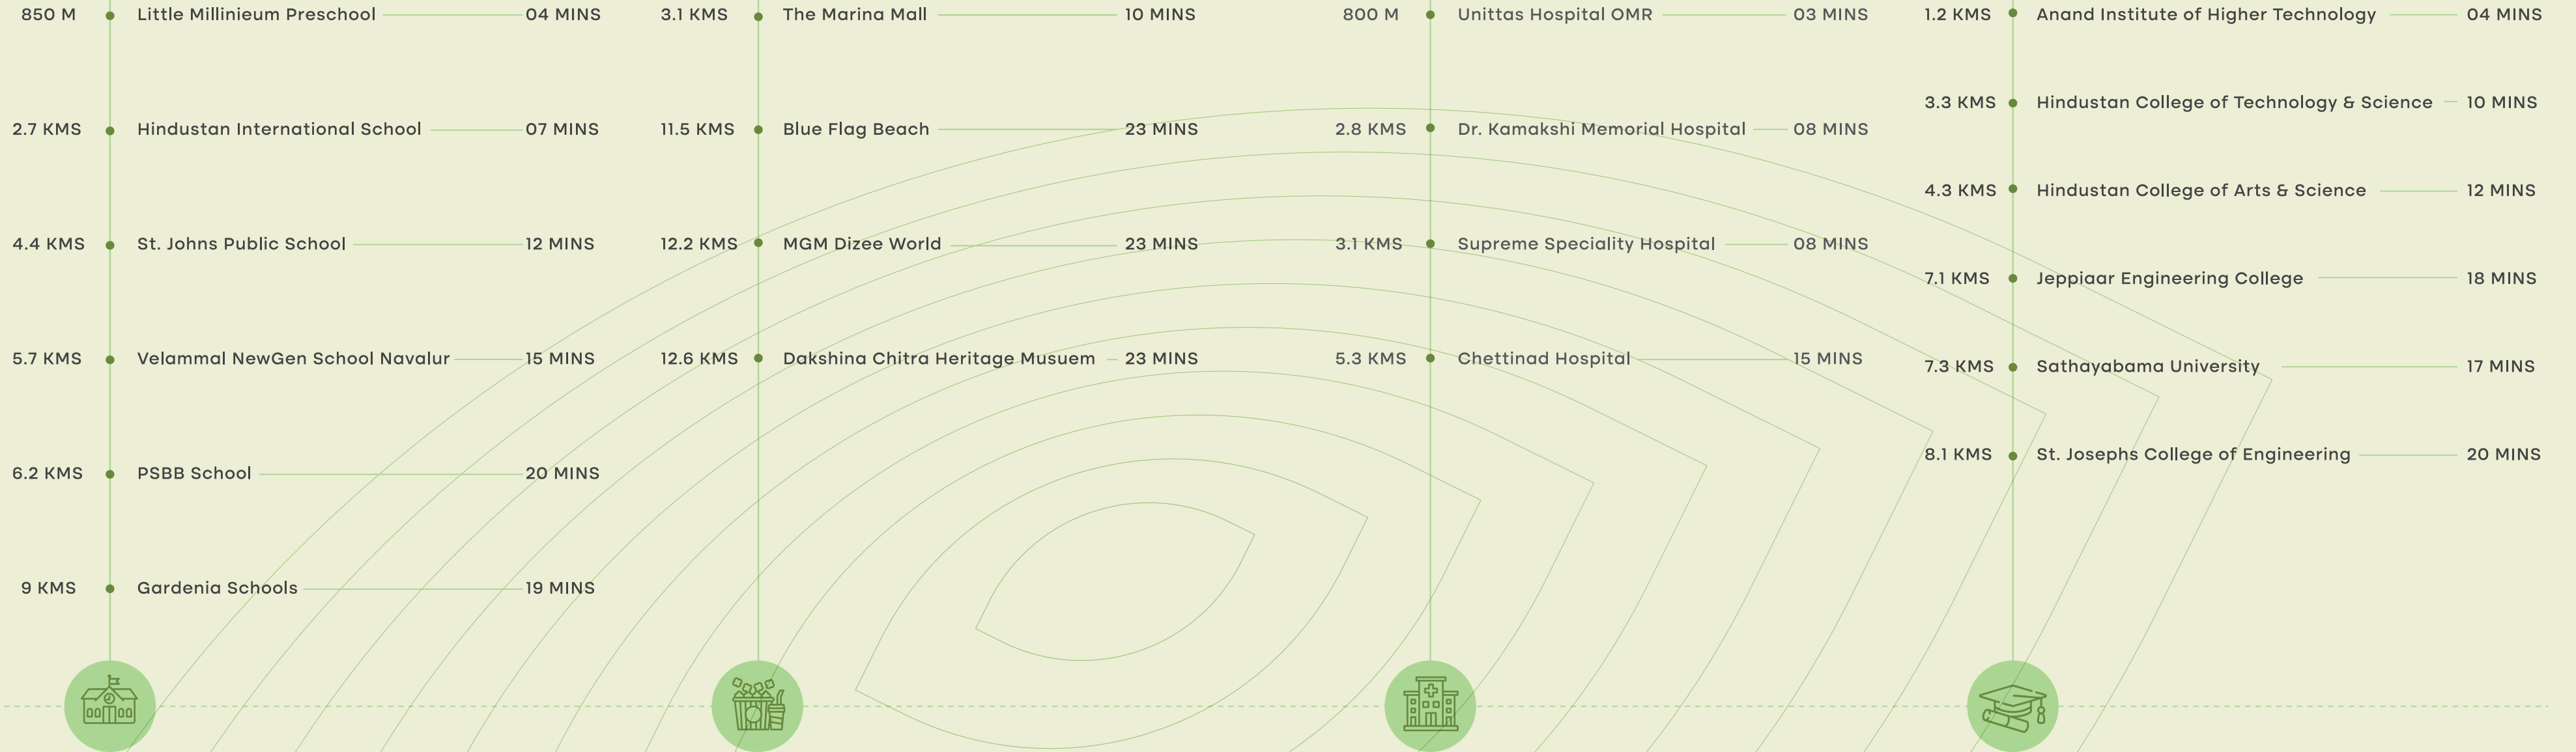 850 M Little Millinieum Preschool 04 MINS
2.7 KMS Hindustan International School 07 MINS
4.4 KMS St. Johns Public School 12 MINS
5.7 KMS Velammal NewGen School Navalur 15 MINS
6.2 KMS PSBB School 20 MINS
9 KMS Gardenia Schools 19 MINS
3.1 KMS The Marina Mall 10 MINS
11.5 KMS Blue Flag Beach 23 MINS
12.2 KMS MGM Dizee World 23 MINS
12.6 KMS Dakshina Chitra Heritage Musuem 23 MINS
800 M Unittas Hospital OMR 03 MINS
2.8 KMS Dr. Kamakshi Memorial Hospital 08 MINS
3.1 KMS Supreme Speciality Hospital 08 MINS
5.3 KMS Chettinad Hospital 15 MINS
1.2 KMS Anand Institute of Higher Technology 04 MINS
3.3 KMS Hindustan College of Technology & Science 10 MINS
4.3 KMS Hindustan College of Arts & Science 12 MINS
7.1 KMS Jeppiaar Engineering College 18 MINS
7.3 KMS Sathayabama University 17 MINS
8.1 KMS St. Josephs College of Engineering 20 MINS